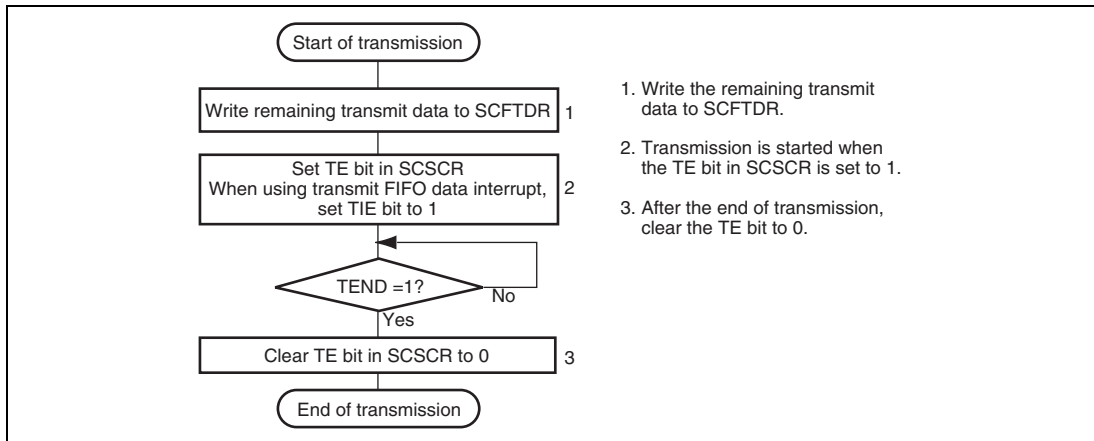 Start of transmission
Write remaining transmit data to SCFTDR
1
Set TE bit in SCSCR
When using transmit FIFO data interrupt,
set TIE bit to 1
2
TEND =1?
No
Yes
Clear TE bit in SCSCR to 0
3
End of transmission
1. Write the remaining transmit
data to SCFTDR.
2. Transmission is started when
the TE bit in SCSCR is set to 1.
3. After the end of transmission,
clear the TE bit to 0.